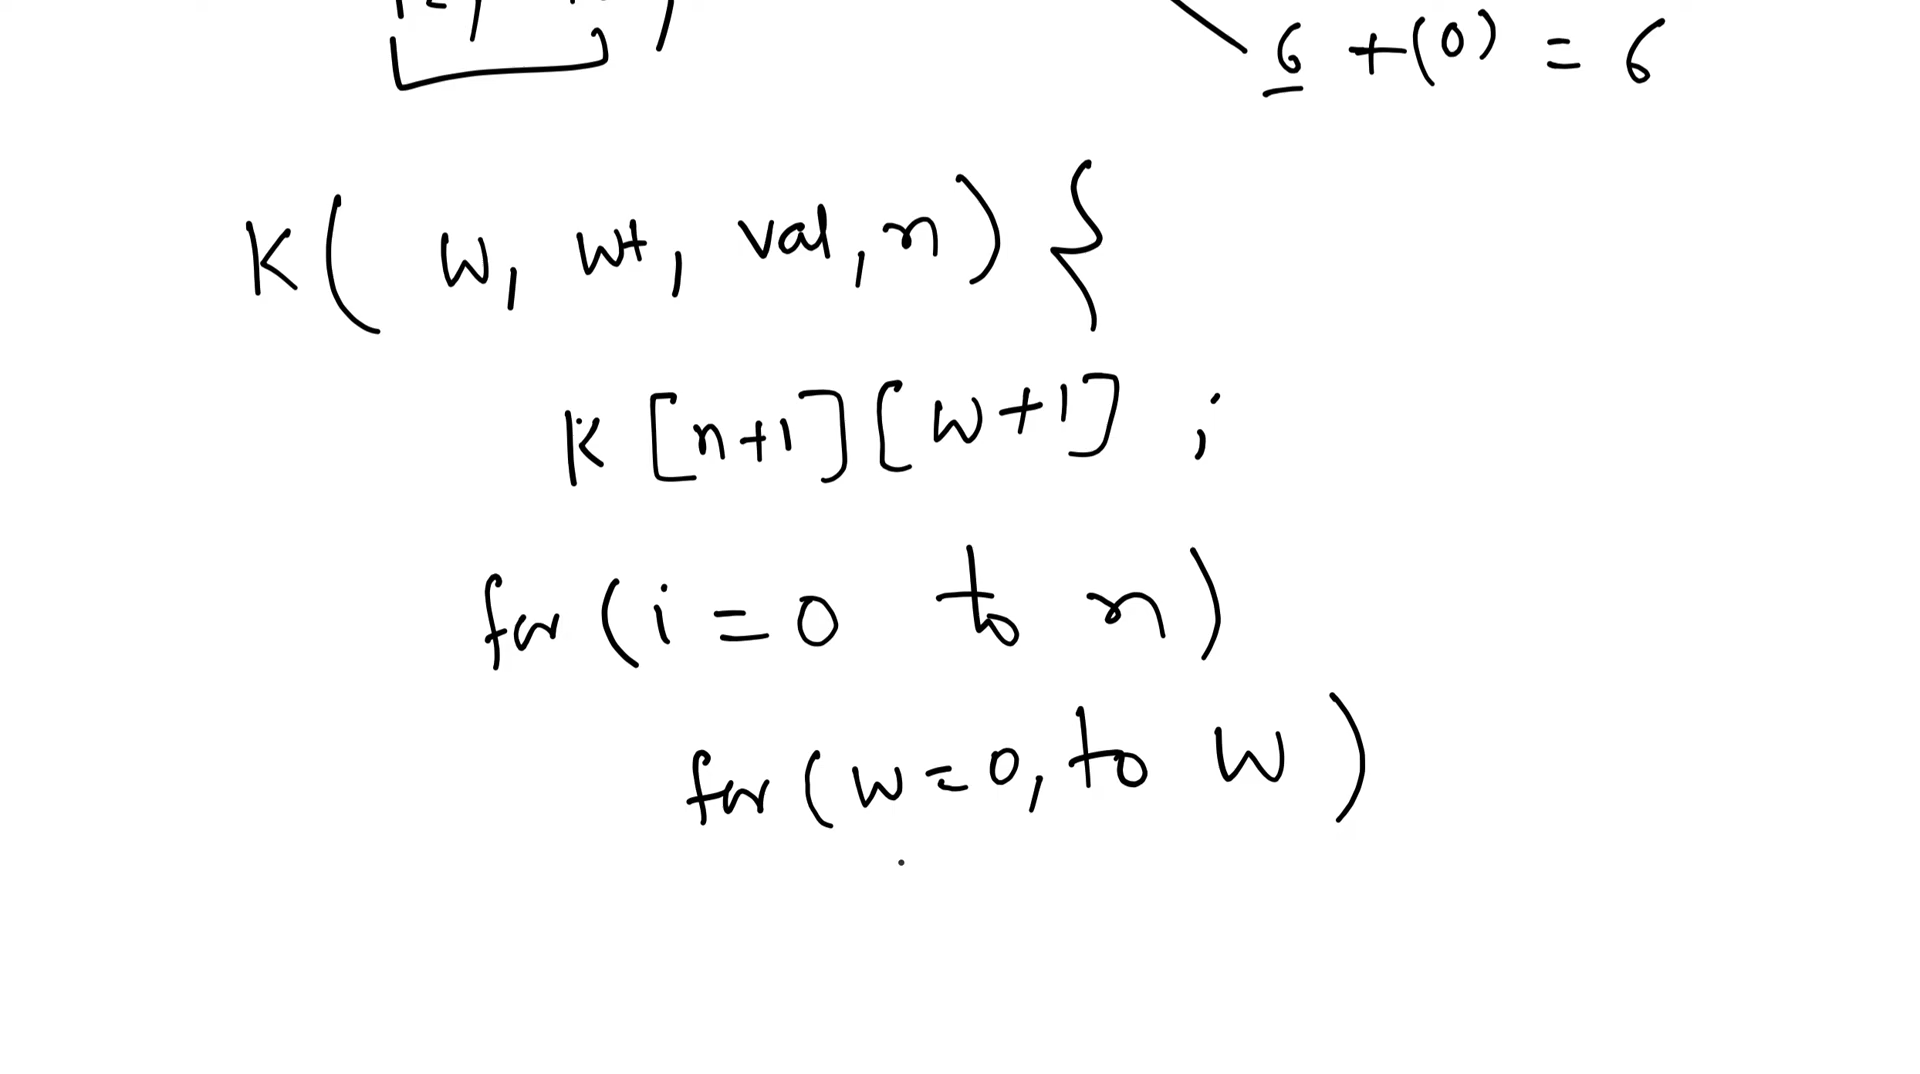 6 +(0) = 6
K( W, wt, val, n) {
K [n+1][W+1] ;
for (i = 0 to n)
for (w=0, to W)